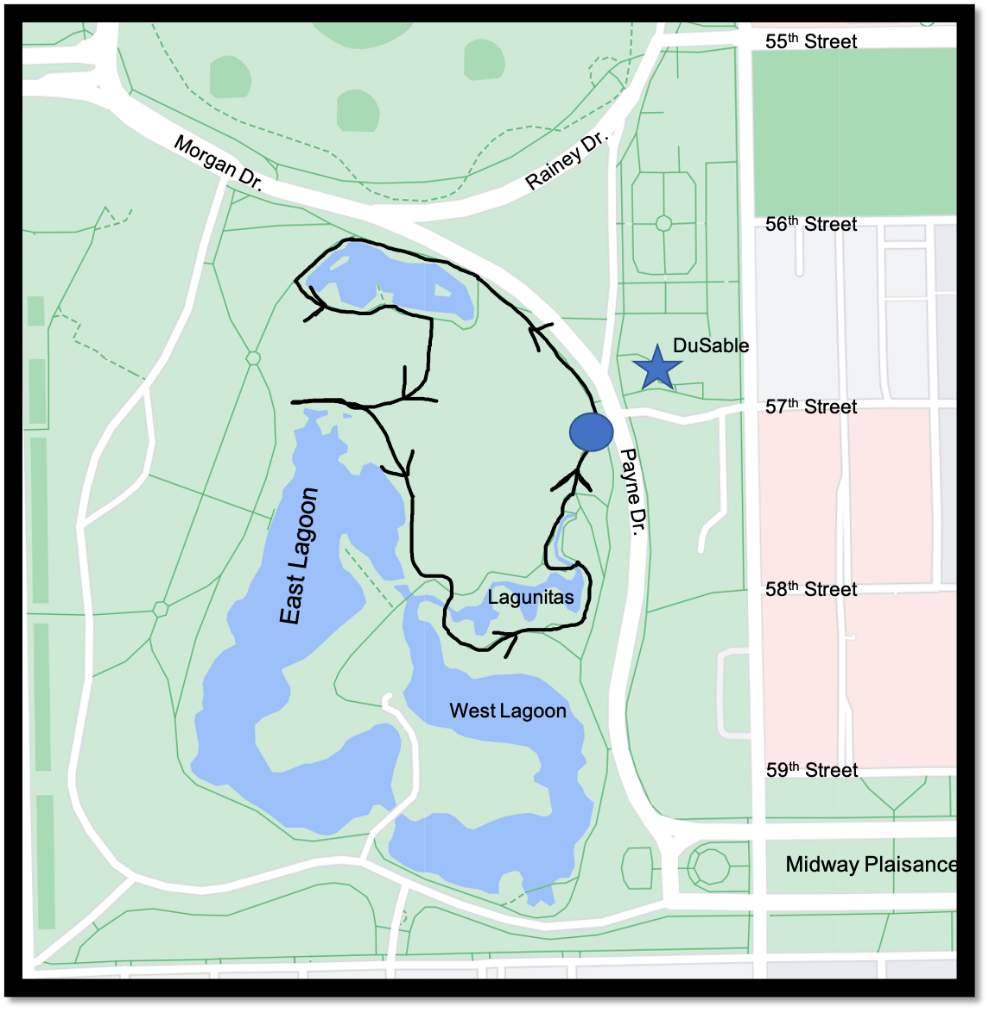 55th Street
Morgan Dr.
Rainey Dr.
56th Street
DuSable
57th Street
Payne Dr.
East Lagoon
58th Street
Lagunitas
West Lagoon
59th Street
Midway Plaisance